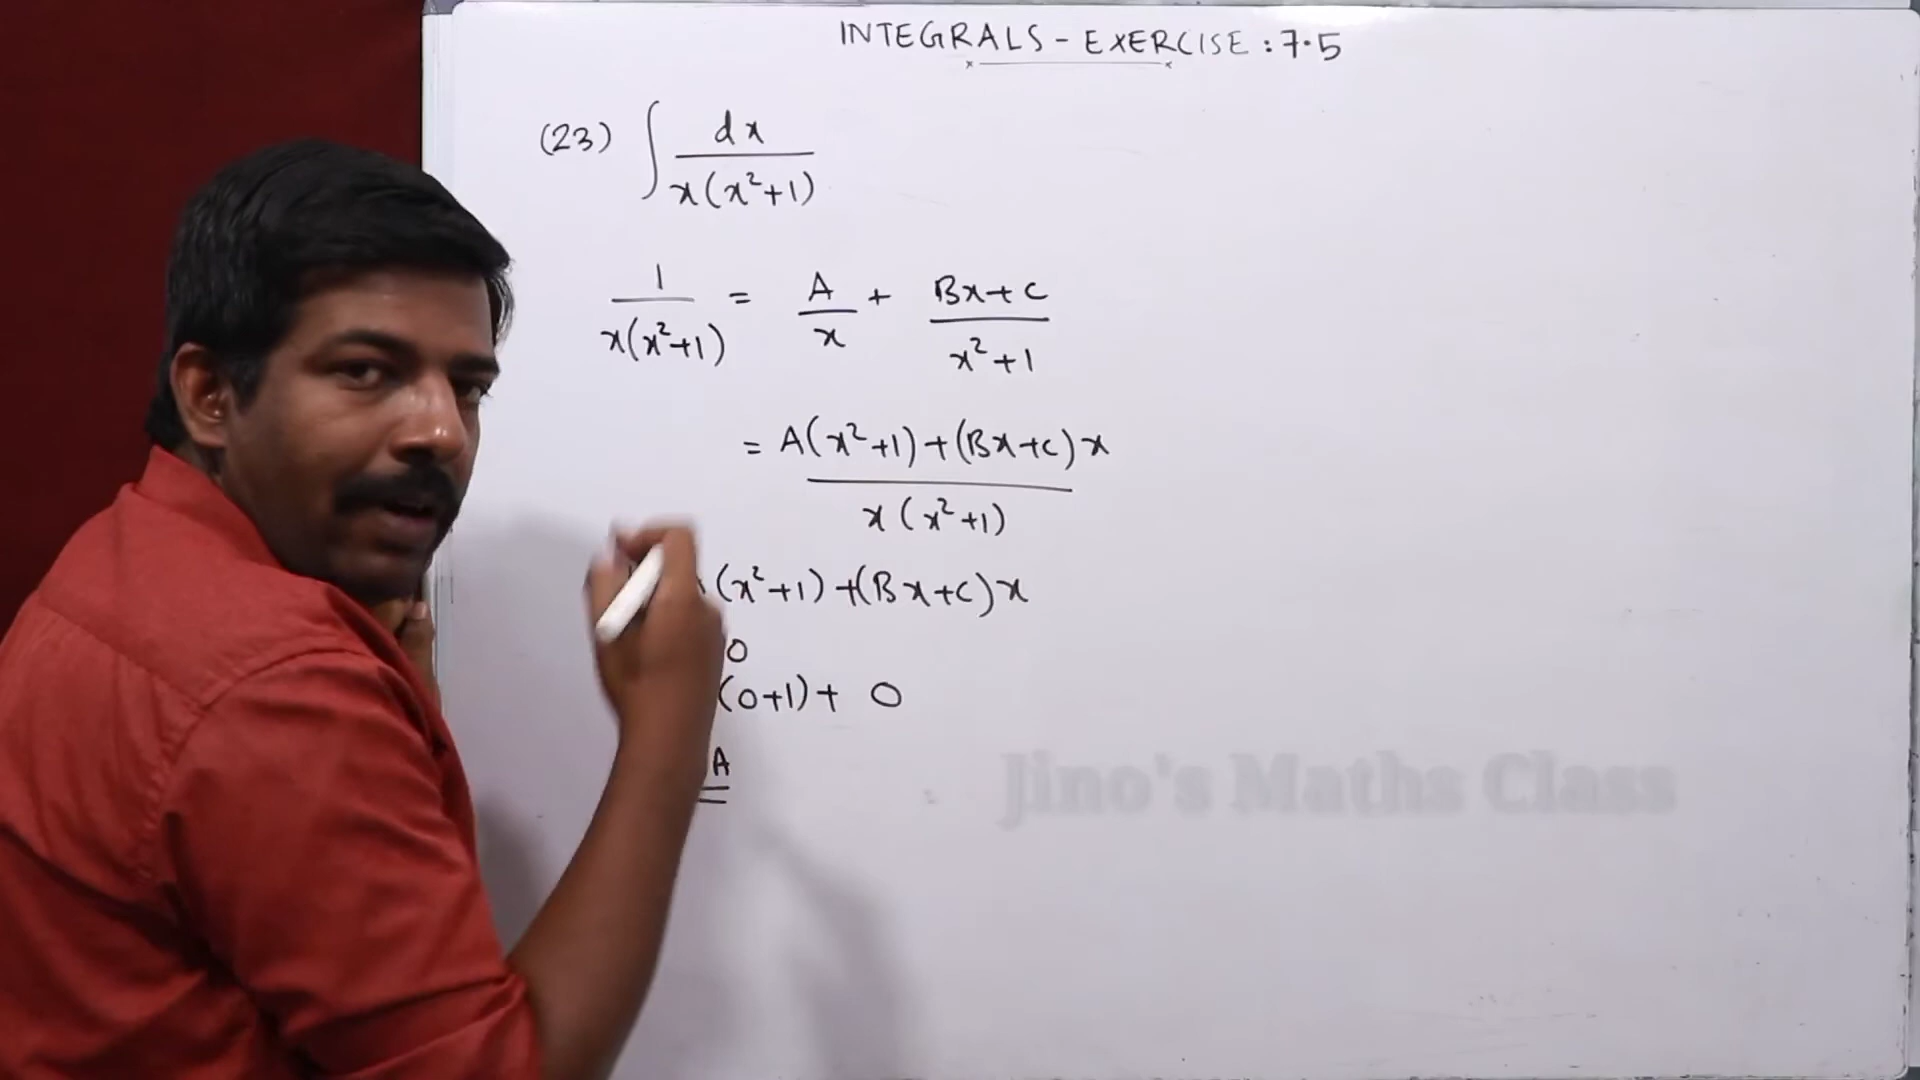 INTEGRALS - EXERCISE : 7.5
(23) ∫ dx / x(x²+1)
1 / x(x²+1) = A / x + Bx+C / x²+1
= A(x²+1)+(Bx+C)x / x(x²+1)
(x²+1)+(Bx+C)x
0
(0+1)+ 0
A
Jino's Maths Class